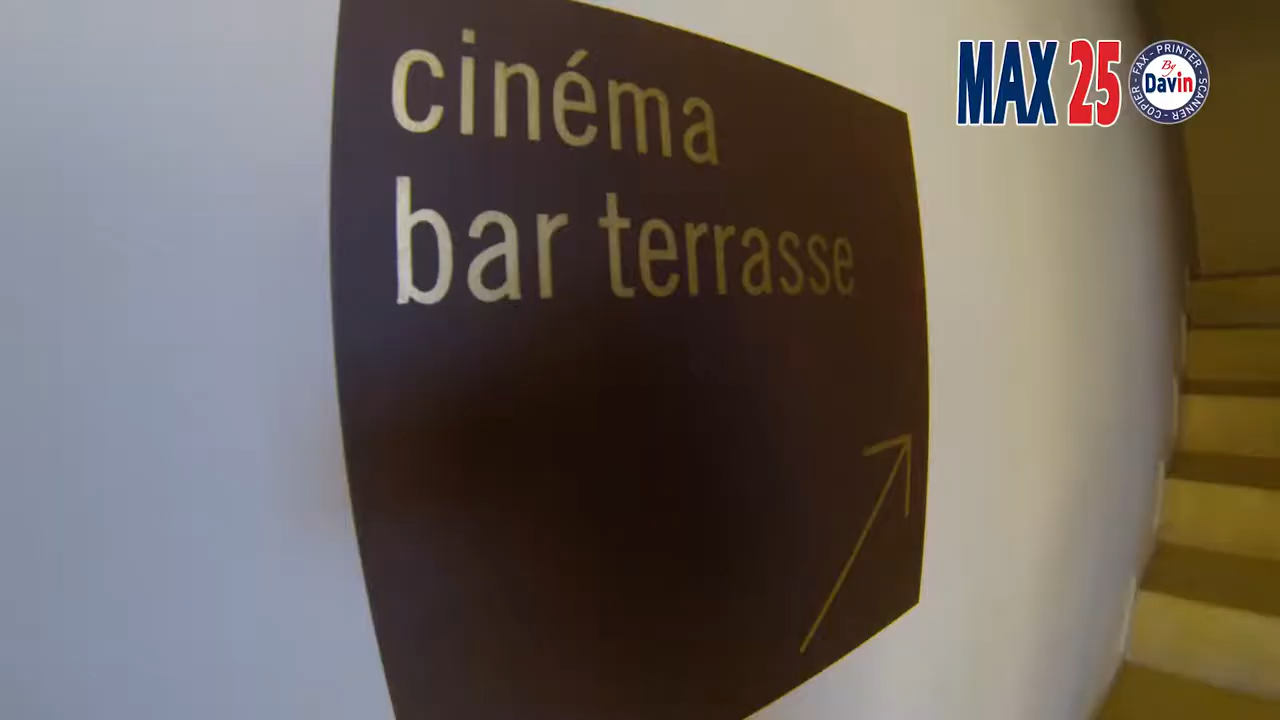 cinéma
bar terrasse
MAX 25
By
Davin
FAX - PRINTER - SCANNER - COPIER -